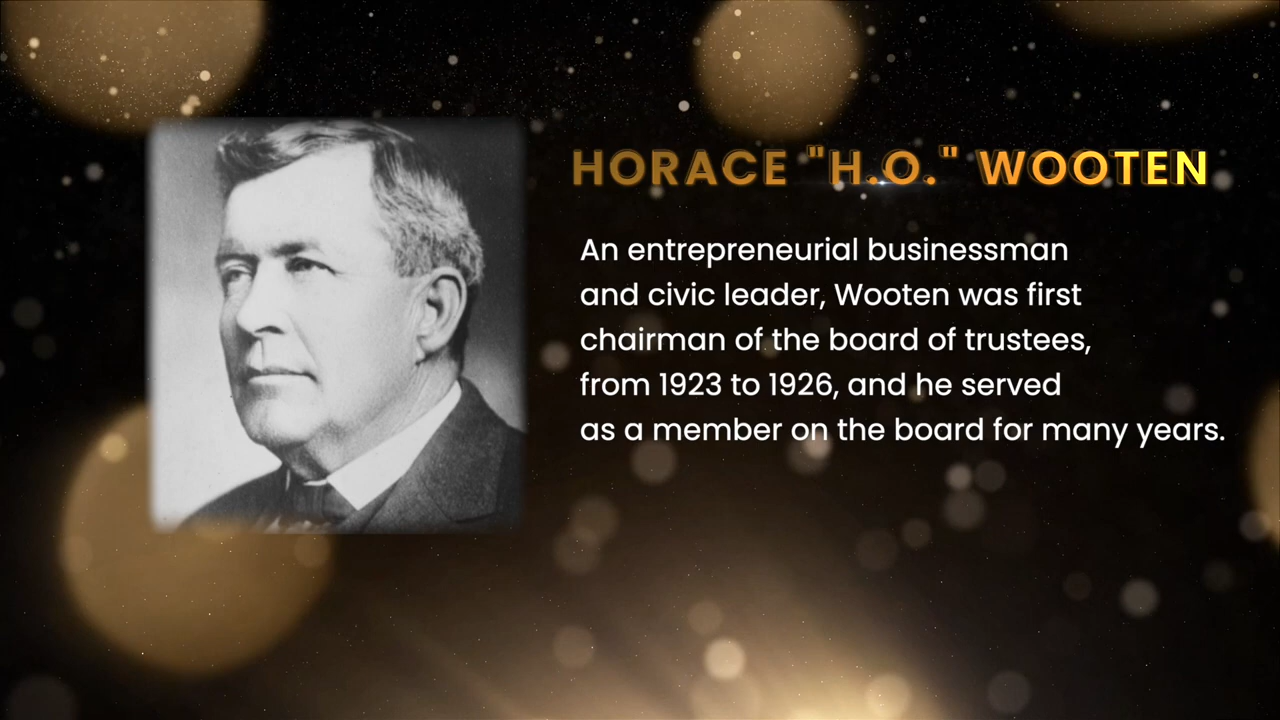 HORACE "H.O." WOOTEN
An entrepreneurial businessman
and civic leader, Wooten was first
chairman of the board of trustees,
from 1923 to 1926, and he served
as a member on the board for many years.